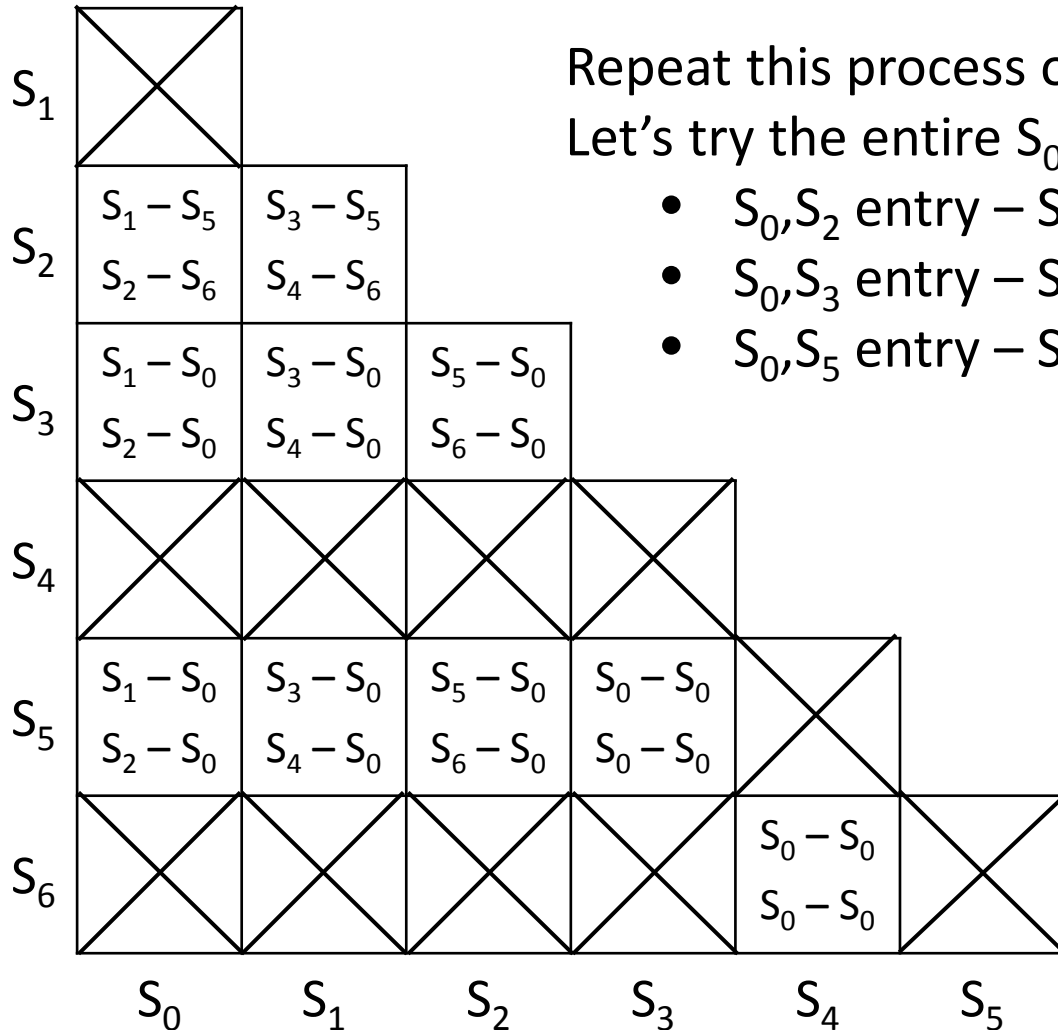 Repeat this process
Let's try the entire S₀
• S₀,S₂ entry –
• S₀,S₃ entry –
• S₀,S₅ entry –
S₁
S₂ S₁ – S₅ S₃ – S₅
S₂ – S₆ S₄ – S₆
S₃ S₁ – S₀ S₃ – S₀ S₅ – S₀
S₂ – S₀ S₄ – S₀ S₆ – S₀
S₄
S₅ S₁ – S₀ S₃ – S₀ S₅ – S₀ S₀ – S₀
S₂ – S₀ S₄ – S₀ S₆ – S₀ S₀ – S₀
S₆ S₀ – S₀
S₀ – S₀
S₀ S₁ S₂ S₃ S₄ S₅